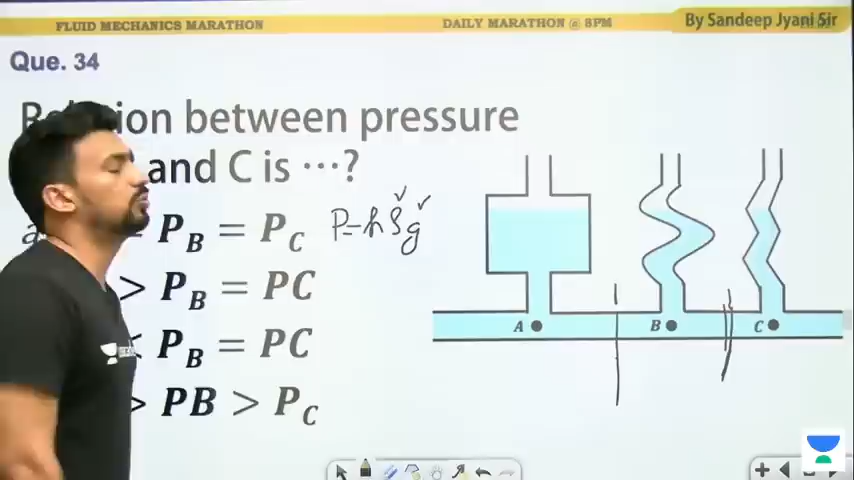 FLUID MECHANICS MARATHON
DAILY MARATHON @ 8PM
By Sandeep Jyani Sir
Que. 34
between pressure
and C is ...?
P_B = P_C
P = hρg
> P_B = PC
< P_B = PC
> PB > P_C
A
B
C